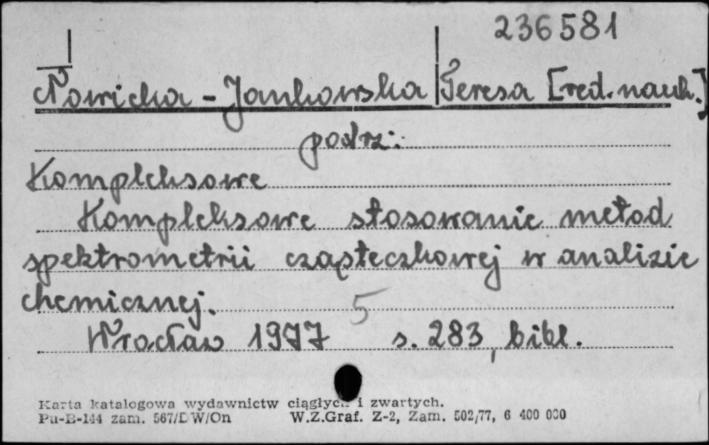 236581
Nowicka-Jankowska Teresa [red. nauk.]
podrz:
Kompleksowe
Kompleksowe stosowanie metod
spektrometrii cząsteczkowej w analizie
chemicznej.
5
Wrocław 1977 s. 283, bibl.
Karta katalogowa wydawnictw ciągłych i zwartych.
Pu-B-144 zam. 567/DW/On W.Z.Graf. Z-2, Zam. 502/77, 6 400 000